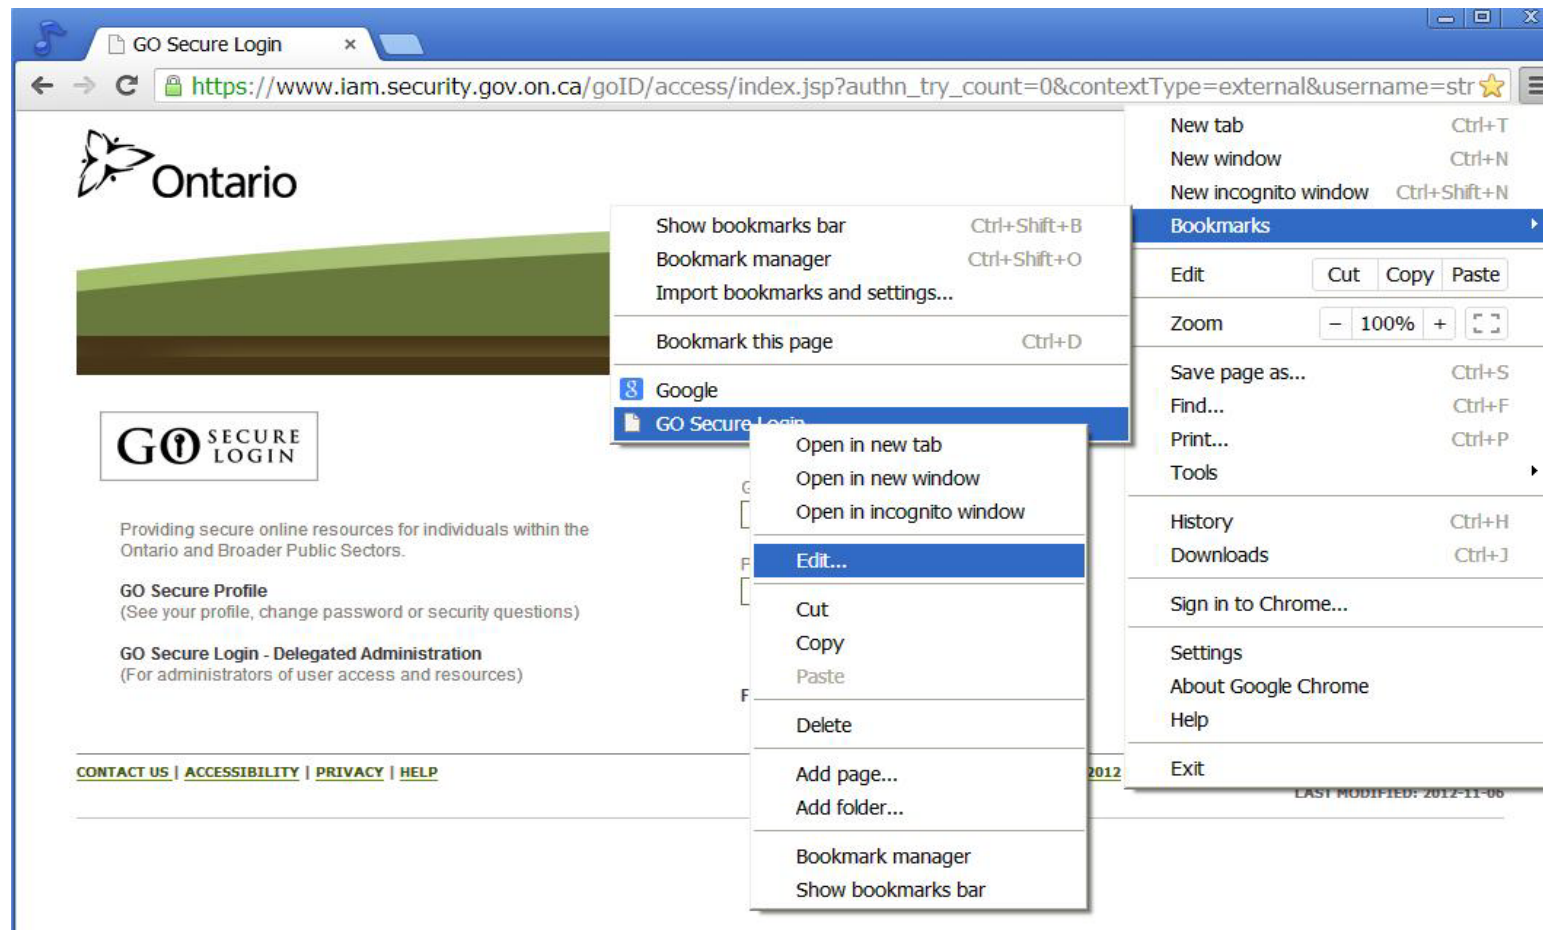 GO Secure Login
https://www.iam.security.gov.on.ca/goID/access/index.jsp?authn_try_count=0&contextType=external&username=str
Ontario
New tab Ctrl+T
New window Ctrl+N
New incognito window Ctrl+Shift+N
Bookmarks
Edit Cut Copy Paste
Zoom − 100% +
Save page as... Ctrl+S
Find... Ctrl+F
Print... Ctrl+P
Tools
History Ctrl+H
Downloads Ctrl+J
Sign in to Chrome...
Settings
About Google Chrome
Help
Exit
Show bookmarks bar Ctrl+Shift+B
Bookmark manager Ctrl+Shift+O
Import bookmarks and settings...
Bookmark this page Ctrl+D
Google
GO Secure Login
Open in new tab
Open in new window
Open in incognito window
Edit...
Cut
Copy
Paste
Delete
Add page...
Add folder...
Bookmark manager
Show bookmarks bar
GO SECURE
LOGIN
Providing secure online resources for individuals within the
Ontario and Broader Public Sectors.
GO Secure Profile
(See your profile, change password or security questions)
GO Secure Login - Delegated Administration
(For administrators of user access and resources)
CONTACT US | ACCESSIBILITY | PRIVACY | HELP
2012
LAST MODIFIED: 2012-11-06